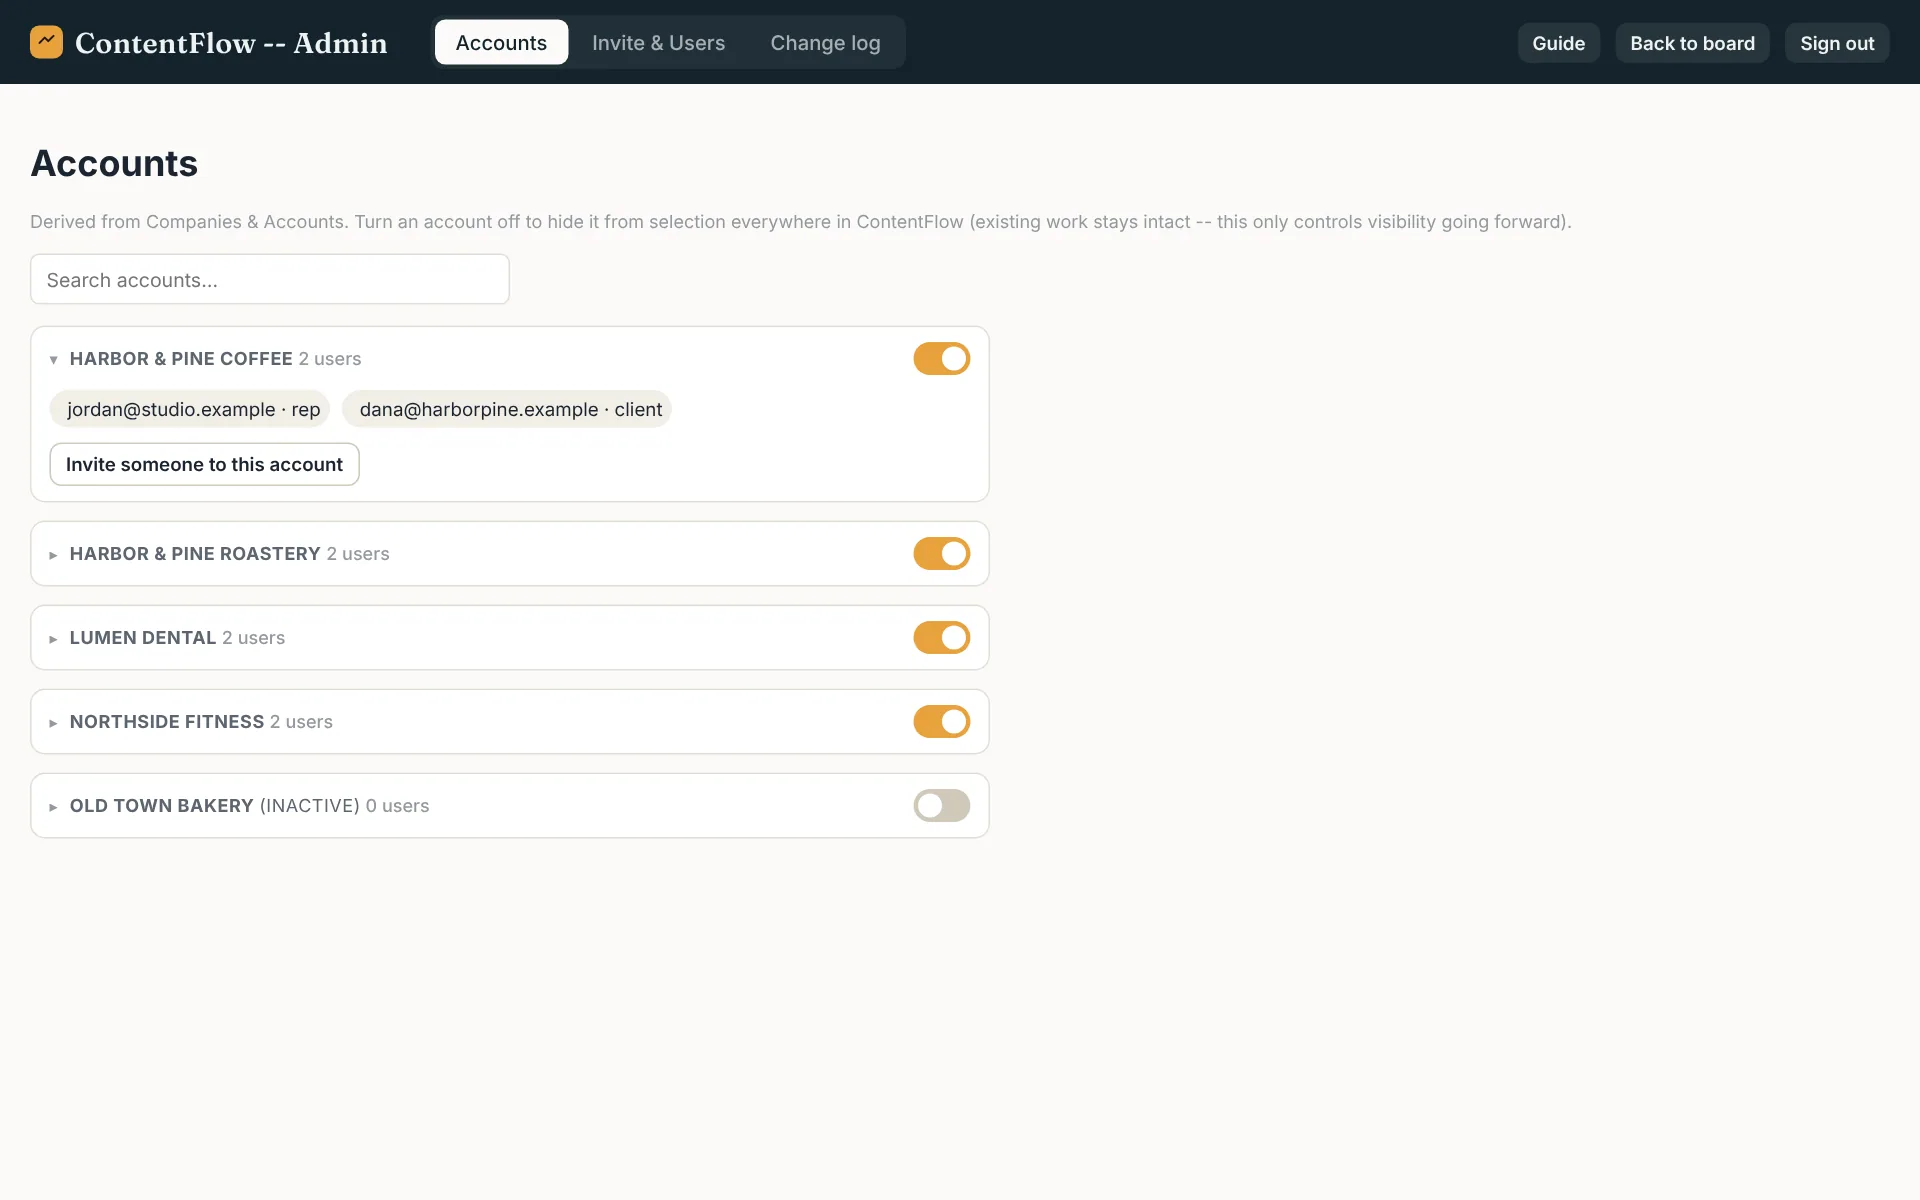 ContentFlow -- Admin
Accounts
Invite & Users
Change log
Guide
Back to board
Sign out
Accounts
Derived from Companies & Accounts. Turn an account off to hide it from selection everywhere in ContentFlow (existing work stays intact -- this only controls visibility going forward).
Search accounts...
HARBOR & PINE COFFEE 2 users
jordan@studio.example · rep
dana@harborpine.example · client
Invite someone to this account
HARBOR & PINE ROASTERY 2 users
LUMEN DENTAL 2 users
NORTHSIDE FITNESS 2 users
OLD TOWN BAKERY (INACTIVE) 0 users